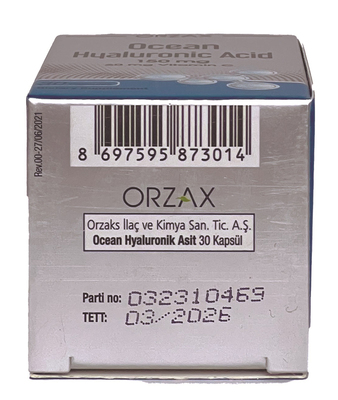 Ocean
Hyaluronic Acid
150 mg
Rev.00-27/06/2021
8 697595 873014
ORZAX
Orzaks İlaç ve Kimya San. Tic. A.Ş.
Ocean Hyaluronik Asit 30 Kapsül
Parti no: 032310469
TETT: 03/2026